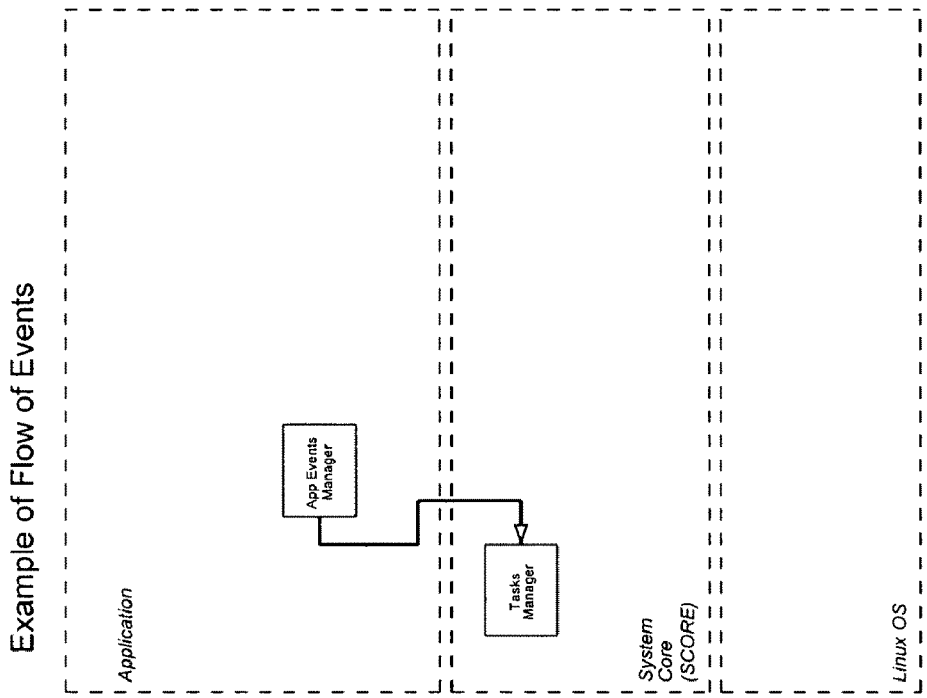 Example of Flow of Events
Application
App Events
Manager
Tasks
Manager
System
Core
(SCORE)
Linux OS